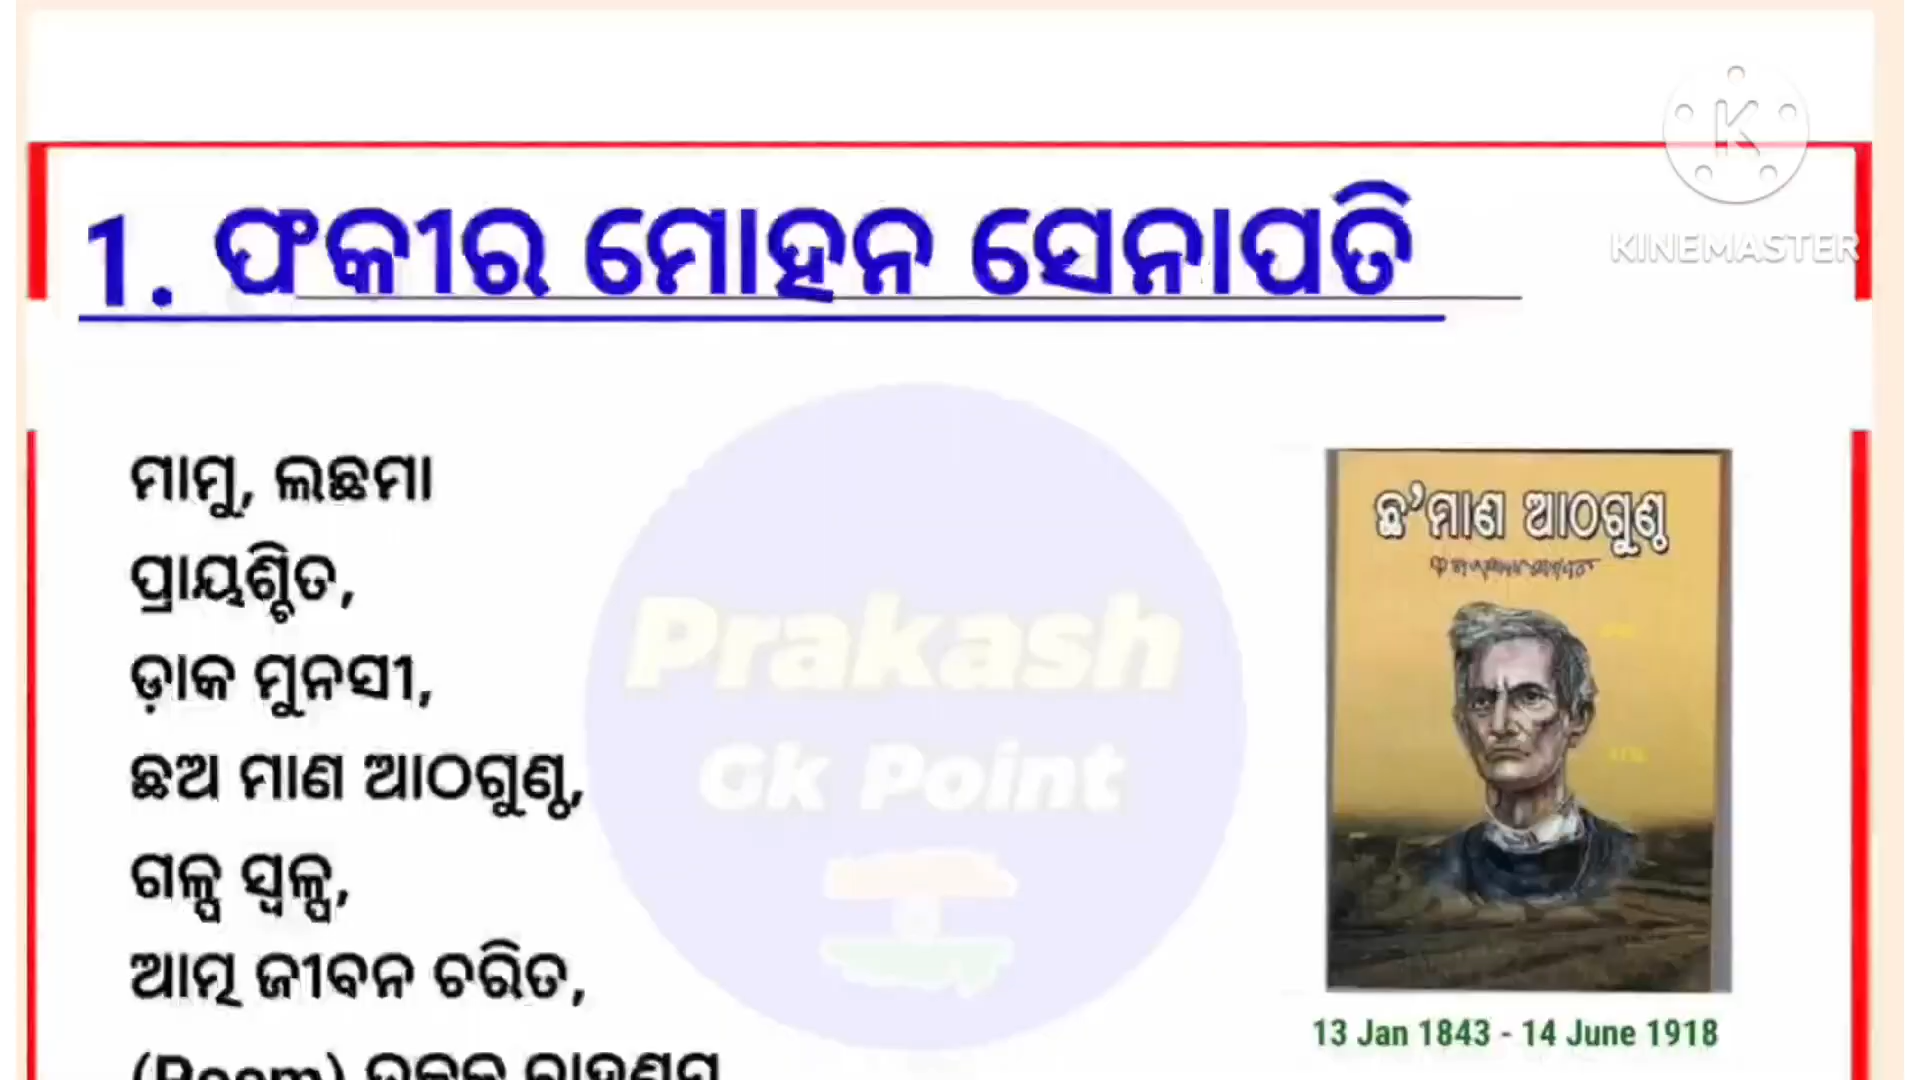 KINEMASTER
1. ଫକୀର ମୋହନ ସେନାପତି
ମାମୁ, ଲଛମା
ପ୍ରାୟଶ୍ଚିତ,
ଡ଼ାକ ମୁନସୀ,
ଛଅ ମାଣ ଆଠଗୁଣ୍ଠ,
ଗଳ୍ପ ସ୍ୱଳ୍ପ,
ଆତ୍ମ ଜୀବନ ଚରିତ,
(Poem)
Prakash
Gk Point
ଛ'ମାଣ ଆଠଗୁଣ୍ଠ
13 Jan 1843 - 14 June 1918